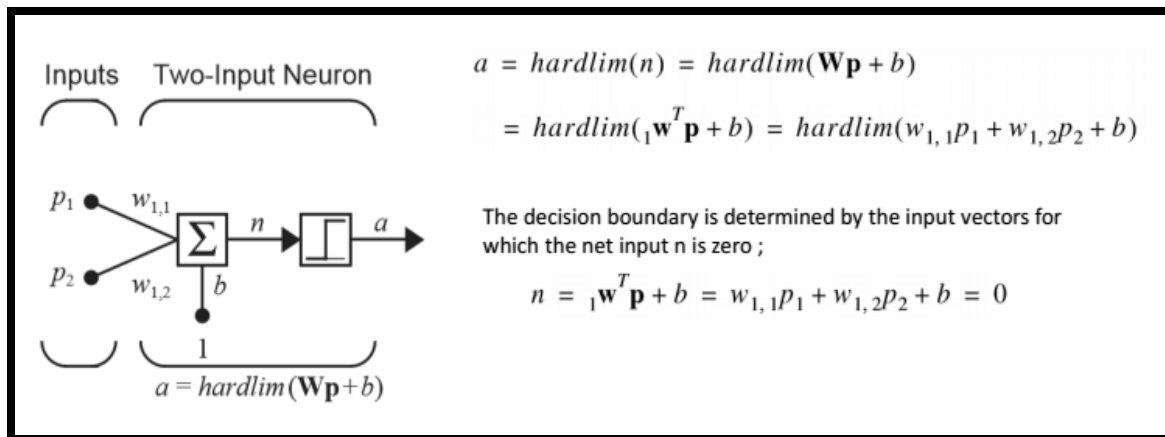 Inputs Two-Input Neuron
p₁
w₁,₁
p₂
w₁,₂
Σ
n
a
b
1
a = hardlim(Wp+b)
a = hardlim(n) = hardlim(Wp + b)
= hardlim(₁wᵀp + b) = hardlim(w₁, ₁p₁ + w₁, ₂p₂ + b)
The decision boundary is determined by the input vectors for
which the net input n is zero ;
n = ₁wᵀp + b = w₁, ₁p₁ + w₁, ₂p₂ + b = 0